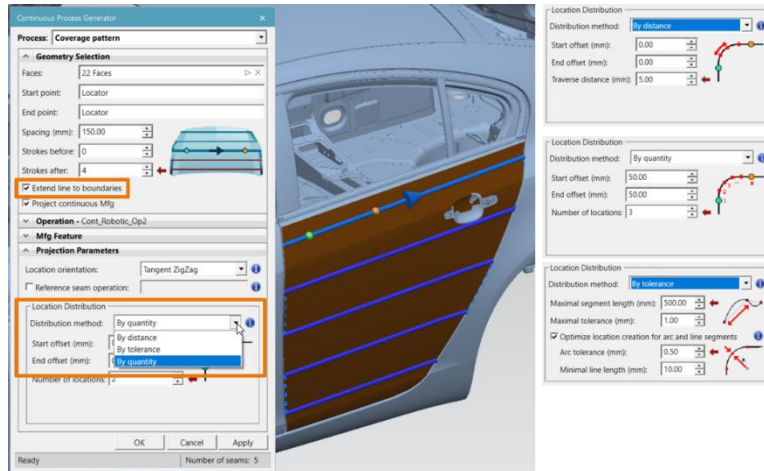 Continuous Process Generator
Process: Coverage pattern
Geometry Selection
Faces: 22 Faces
Start point: Locator
End point: Locator
Spacing (mm): 150.00
Strokes before: 0
Strokes after: 4
Extend line to boundaries
Project continuous Mfg
Operation - Cont_Robotic_Op2
Mfg Feature
Projection Parameters
Location orientation: Tangent ZigZag
Reference seam operation:
Location Distribution
Distribution method: By quantity
By distance
By tolerance
By quantity
Start offset (mm):
End offset (mm):
Number of locations: 2
OK Cancel Apply
Ready Number of seams: 5
Location Distribution
Distribution method: By distance
Start offset (mm): 0.00
End offset (mm): 0.00
Traverse distance (mm): 5.00
Location Distribution
Distribution method: By quantity
Start offset (mm): 50.00
End offset (mm): 50.00
Number of locations: 3
Location Distribution
Distribution method: By tolerance
Maximal segment length (mm): 500.00
Maximal tolerance (mm): 1.00
Optimize location creation for arc and line segments
Arc tolerance (mm): 0.50
Minimal line length (mm): 10.00